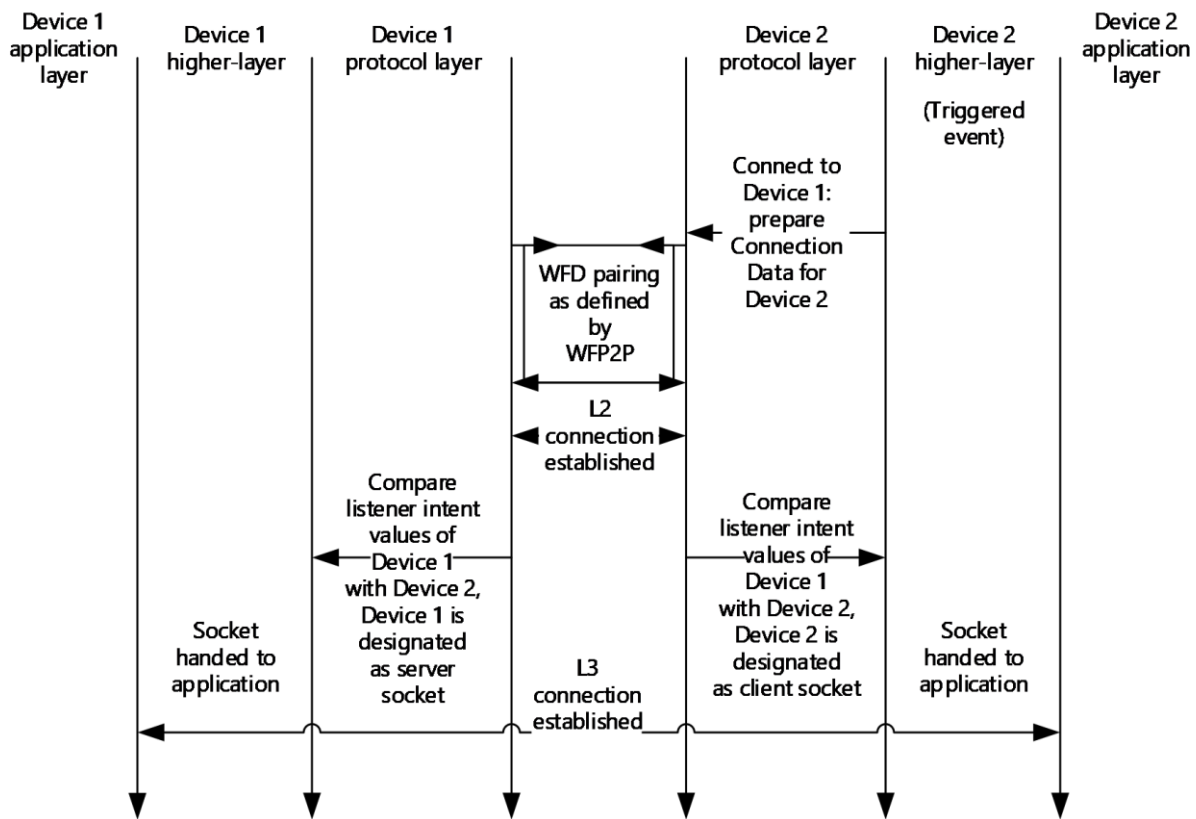 Device 1
application
layer
Device 1
higher-layer
Device 1
protocol layer
Device 2
protocol layer
Device 2
higher-layer
Device 2
application
layer
(Triggered
event)
Connect to
Device 1:
prepare
Connection
Data for
Device 2
WFD pairing
as defined
by
WFP2P
L2
connection
established
Compare
listener intent
values of
Device 1
with Device 2,
Device 1 is
designated
as server
socket
Compare
listener intent
values of
Device 1
with Device 2,
Device 2 is
designated
as client socket
Socket
handed to
application
L3
connection
established
Socket
handed to
application